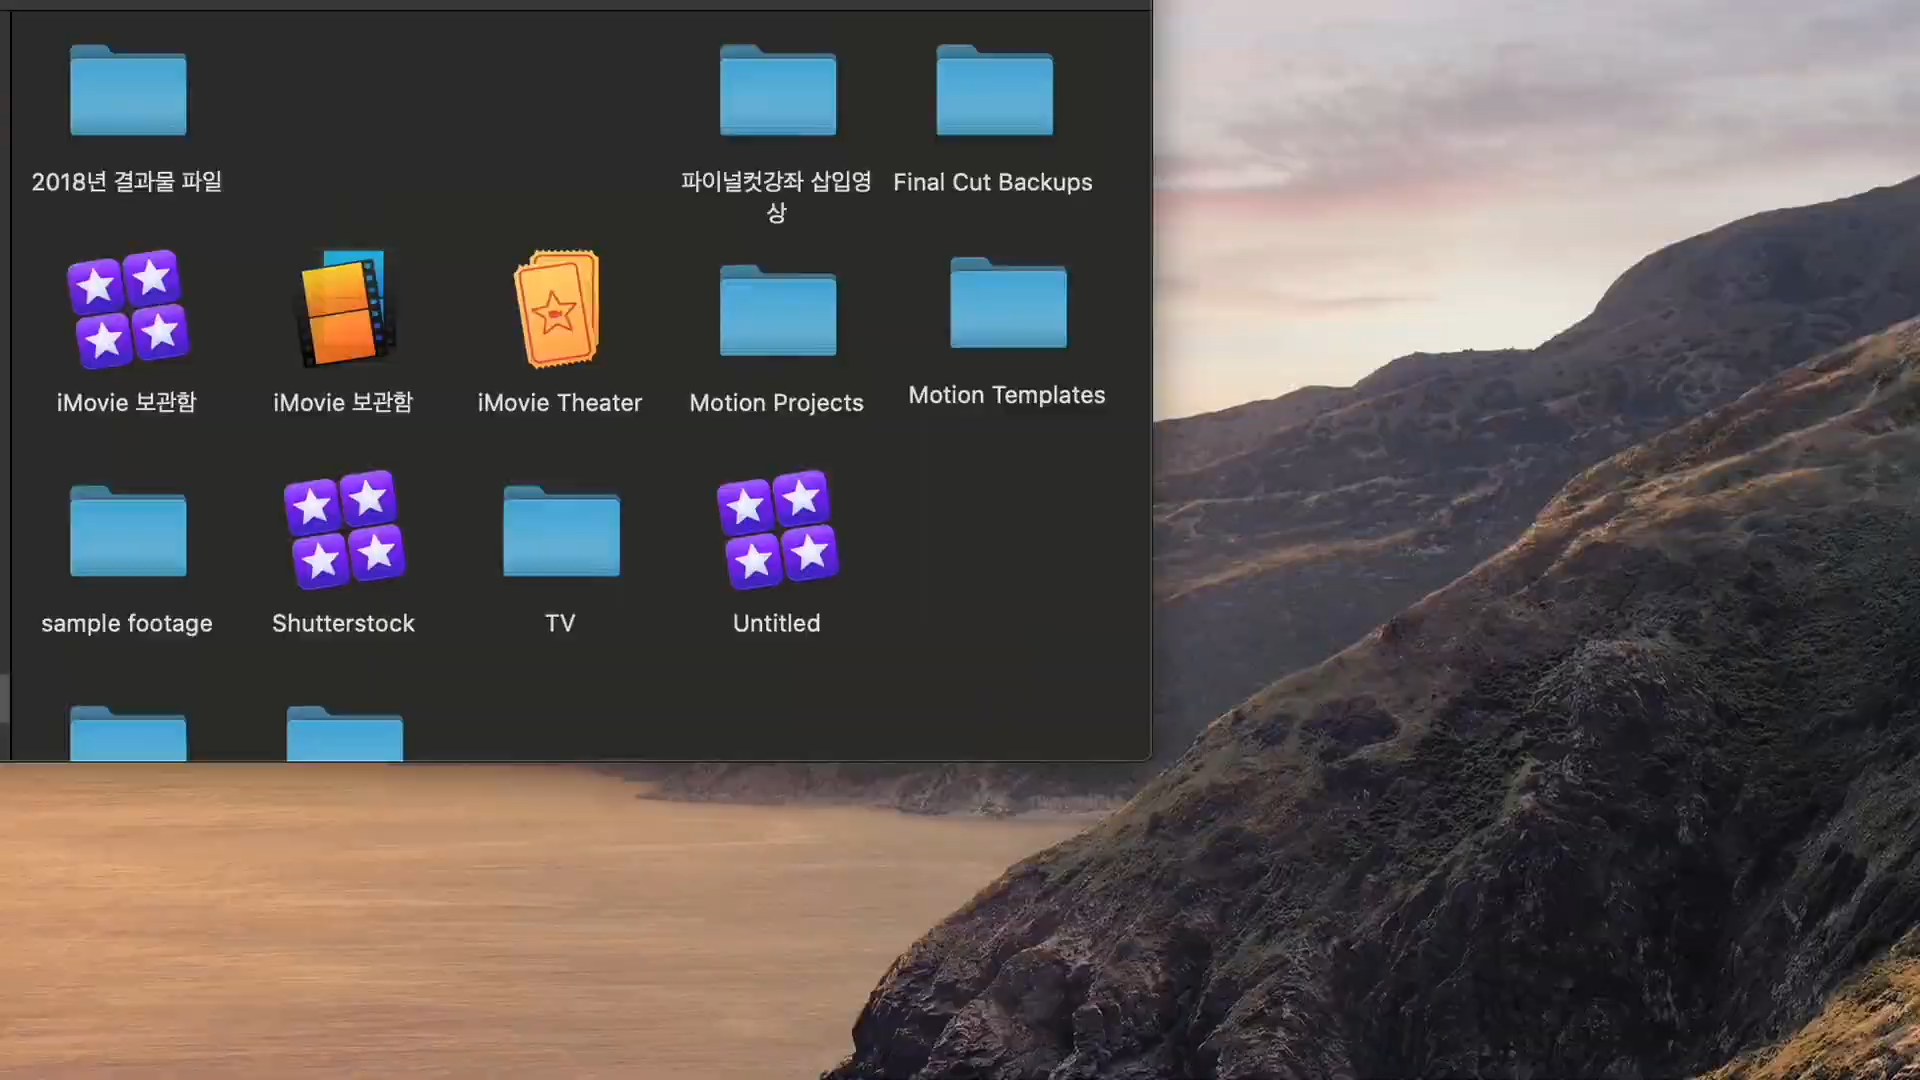 2018년 결과물 파일
파이널컷강좌 삽입영
상
Final Cut Backups
iMovie 보관함
iMovie 보관함
iMovie Theater
Motion Projects
Motion Templates
sample footage
Shutterstock
TV
Untitled